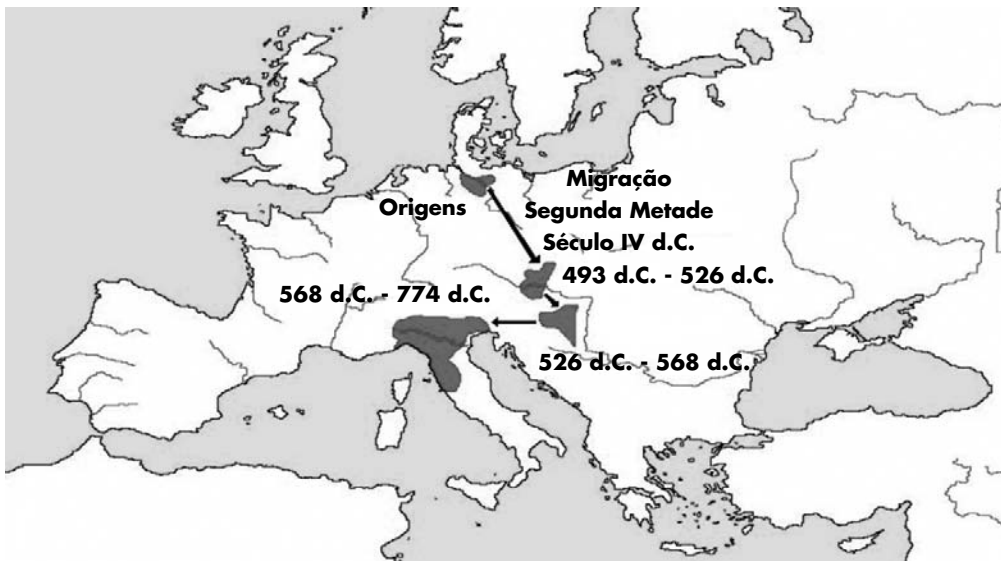 Migração
Origens
Segunda Metade
Século IV d.C.
493 d.C. - 526 d.C.
568 d.C. - 774 d.C.
526 d.C. - 568 d.C.